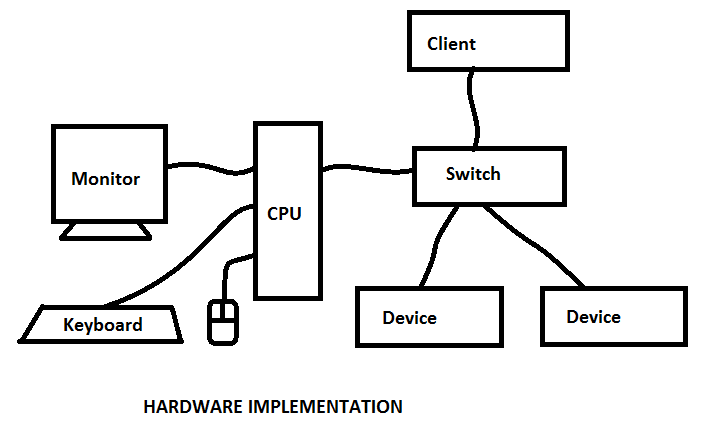 Client
Monitor
CPU
Switch
Keyboard
Device
Device
HARDWARE IMPLEMENTATION